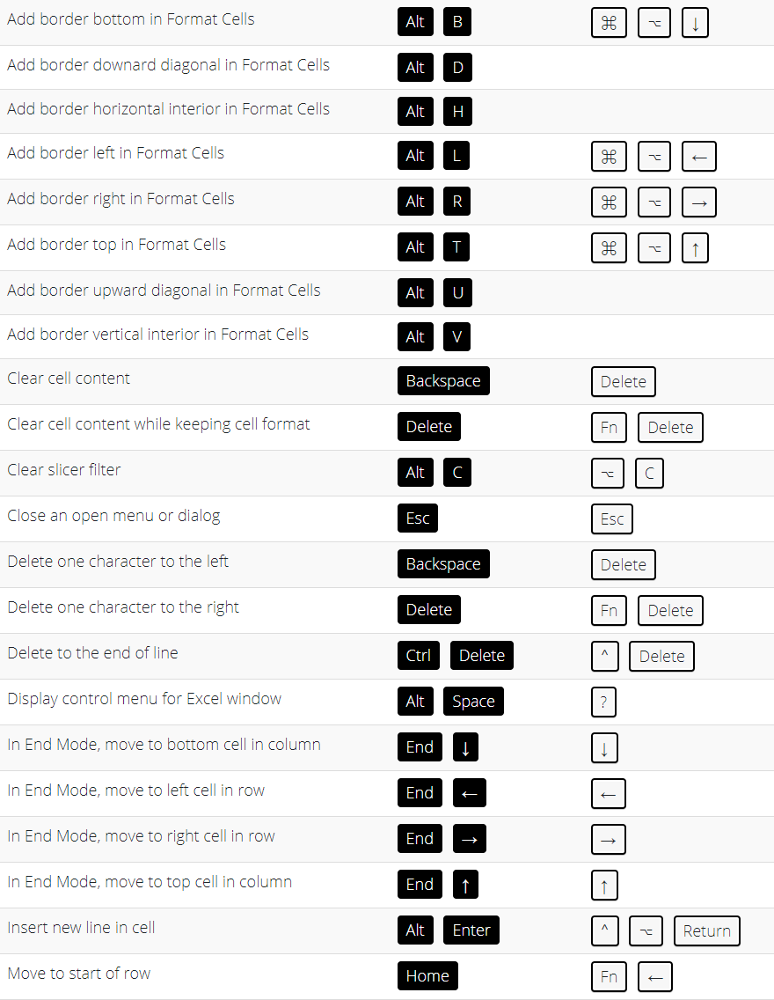 Add border bottom in Format Cells Alt B ⌘ ⌥ ↓
Add border downard diagonal in Format Cells Alt D
Add border horizontal interior in Format Cells Alt H
Add border left in Format Cells Alt L ⌘ ⌥ ←
Add border right in Format Cells Alt R ⌘ ⌥ →
Add border top in Format Cells Alt T ⌘ ⌥ ↑
Add border upward diagonal in Format Cells Alt U
Add border vertical interior in Format Cells Alt V
Clear cell content Backspace Delete
Clear cell content while keeping cell format Delete Fn Delete
Clear slicer filter Alt C ⌥ C
Close an open menu or dialog Esc Esc
Delete one character to the left Backspace Delete
Delete one character to the right Delete Fn Delete
Delete to the end of line Ctrl Delete ^ Delete
Display control menu for Excel window Alt Space ?
In End Mode, move to bottom cell in column End ↓ ↓
In End Mode, move to left cell in row End ← ←
In End Mode, move to right cell in row End → →
In End Mode, move to top cell in column End ↑ ↑
Insert new line in cell Alt Enter ^ ⌥ Return
Move to start of row Home Fn ←